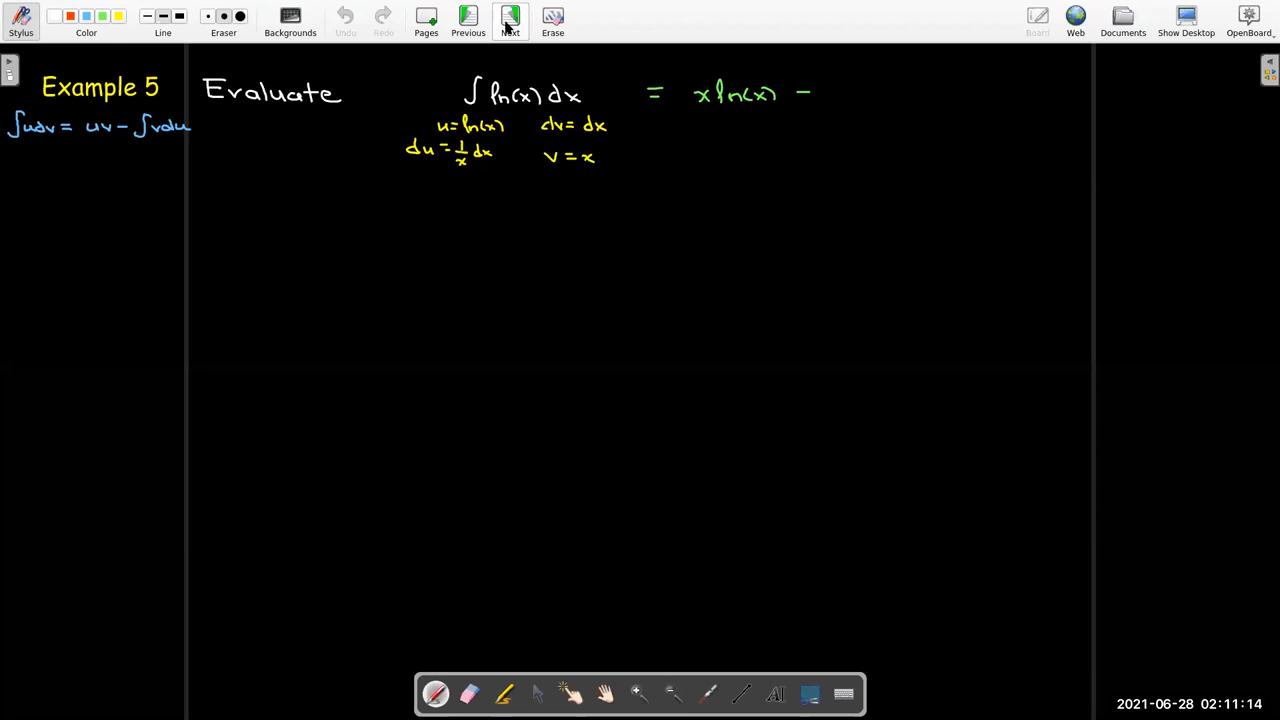 Stylus Color Line Eraser Backgrounds Undo Redo Pages Previous Next Erase Board Web Documents Show Desktop OpenBoard
Example 5 Evaluate ∫ ln(x) dx = x ln(x) −
∫udv = uv − ∫vdu u = ln(x) dv = dx
du = 1/x dx v = x
AI
2021-06-28 02:11:14